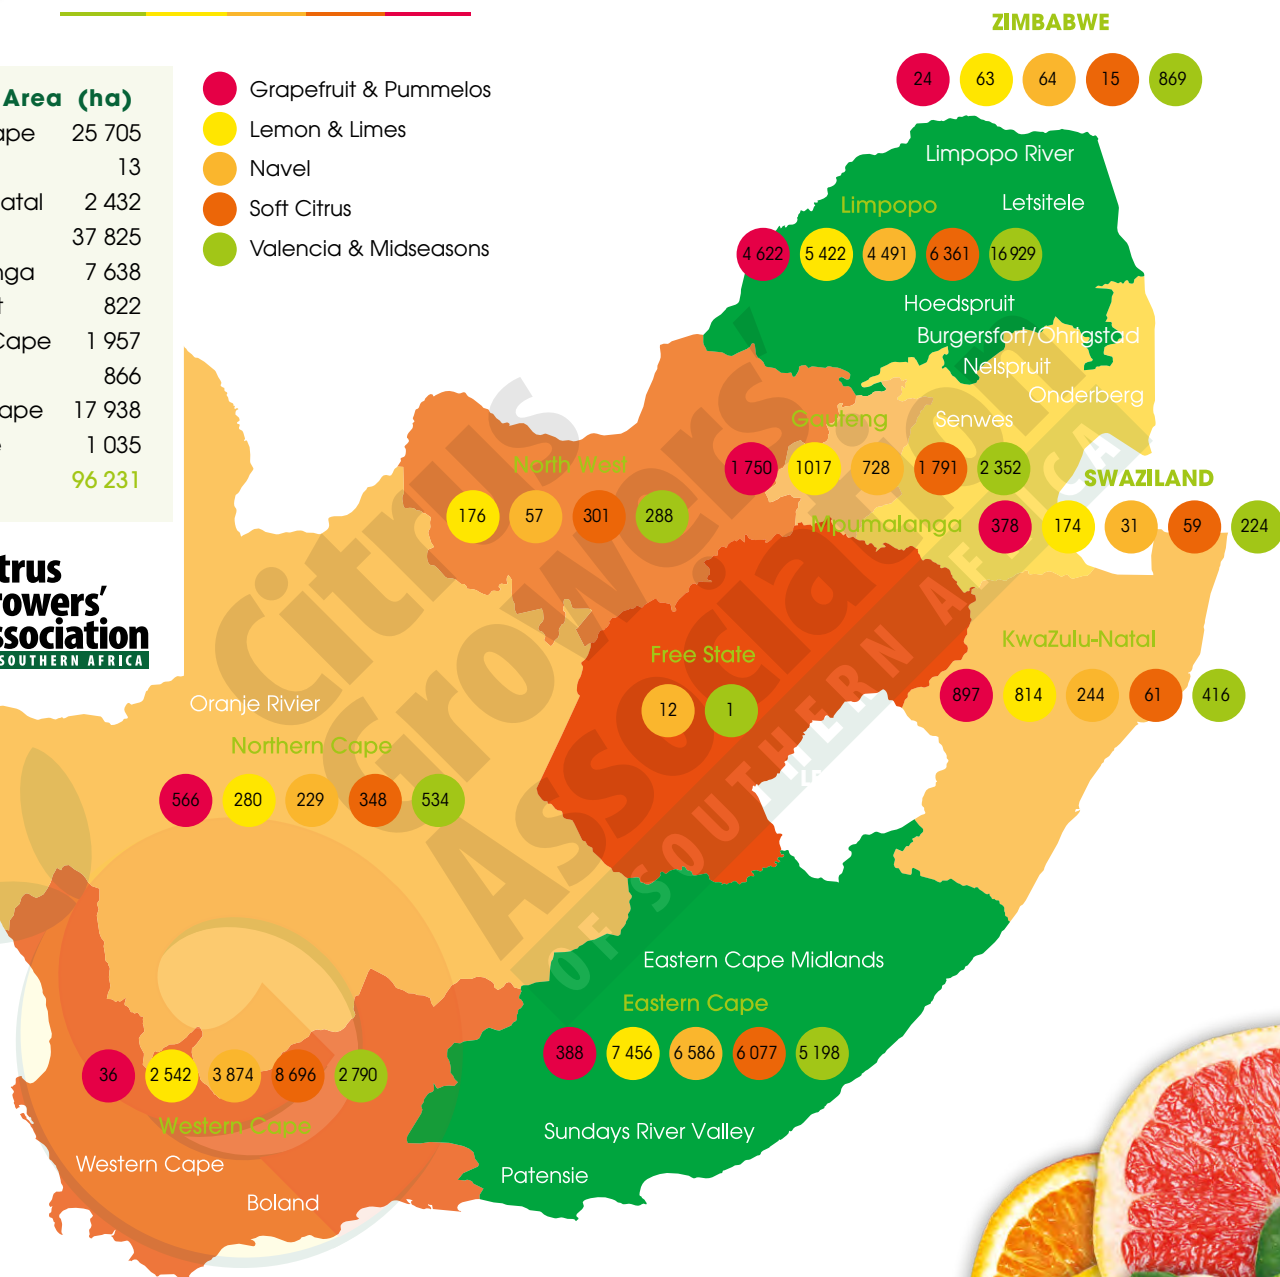 Area (ha)
ape 25 705
13
atal 2 432
37 825
nga 7 638
t 822
Cape 1 957
866
ape 17 938
e 1 035
96 231
Grapefruit & Pummelos
Lemon & Limes
Navel
Soft Citrus
Valencia & Midseasons
ZIMBABWE
24 63 64 15 869
Limpopo River
Limpopo
Letsitele
4 622 5 422 4 491 6 361 16 929
Hoedspruit
Burgersfort/Ohrigstad
Nelspruit
Onderberg
Gauteng
Senwes
1 750 1017 728 1 791 2 352
North West
176 57 301 288
SWAZILAND
Mpumalanga
378 174 31 59 224
trus
rowers’
ssociation
SOUTHERN AFRICA
KwaZulu-Natal
897 814 244 61 416
Free State
12 1
Oranje Rivier
Northern Cape
566 280 229 348 534
Eastern Cape Midlands
Eastern Cape
388 7 456 6 586 6 077 5 198
Sundays River Valley
Patensie
36 2 542 3 874 8 696 2 790
Western Cape
Western Cape
Boland
Citrus
Growers’
Association
OF SOUTHERN AFRICA